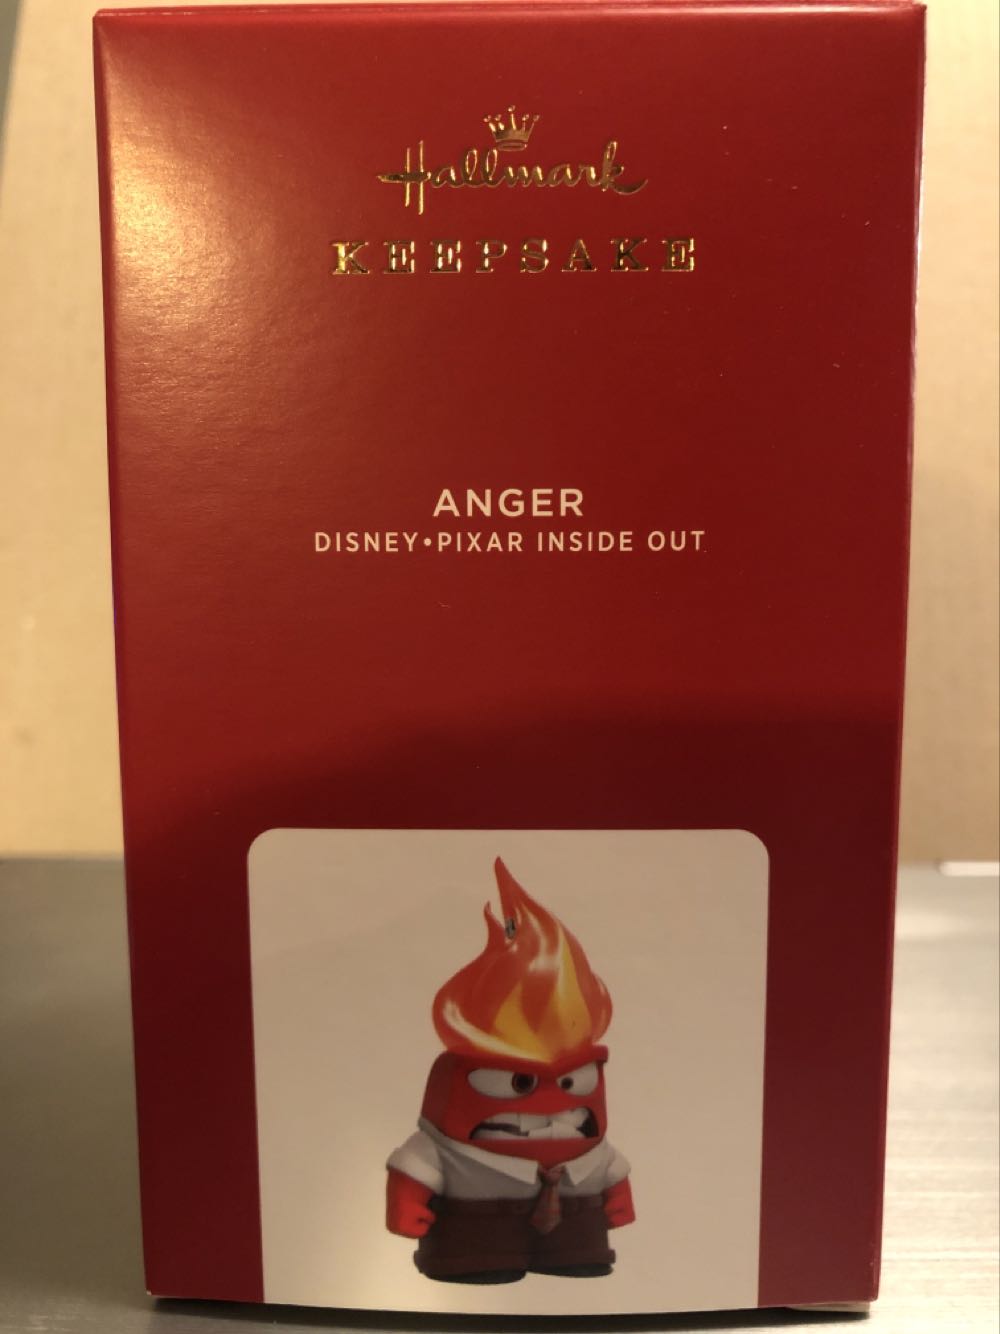 Hallmark
KEEPSAKE
ANGER
DISNEY•PIXAR INSIDE OUT